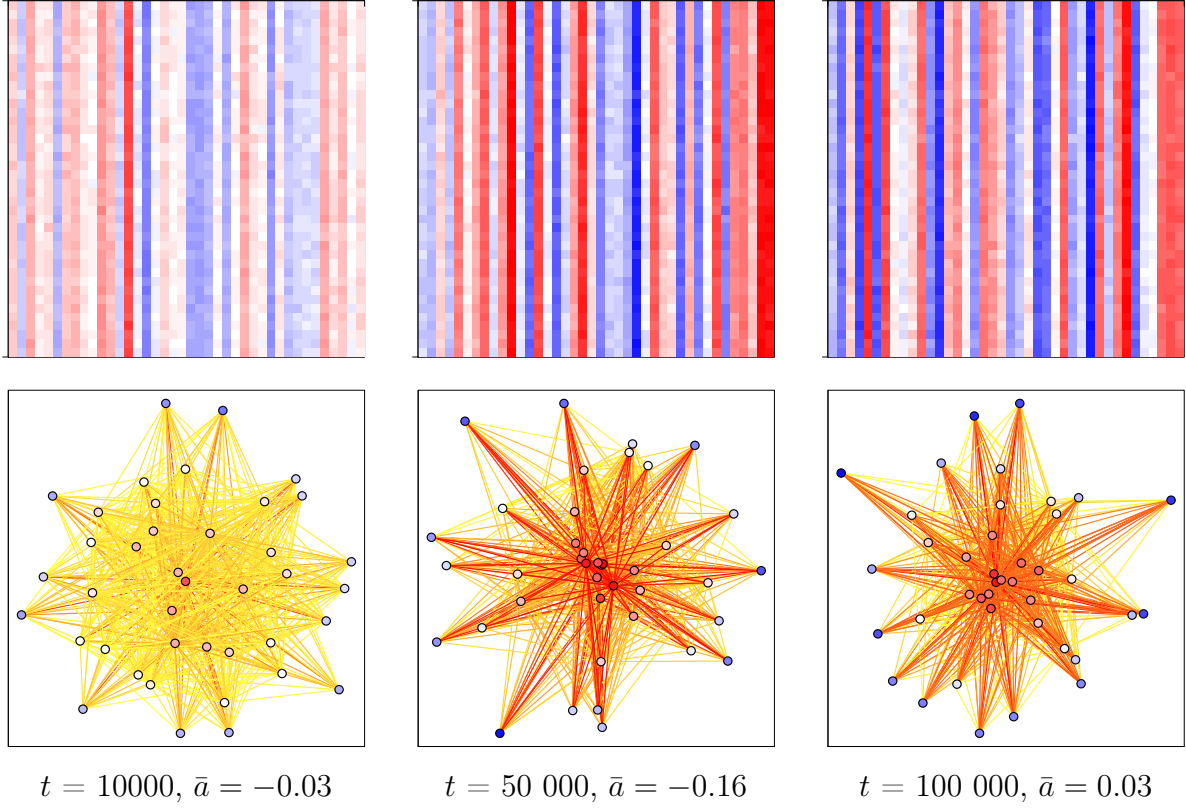 t = 10000, ā = −0.03
t = 50 000, ā = −0.16
t = 100 000, ā = 0.03